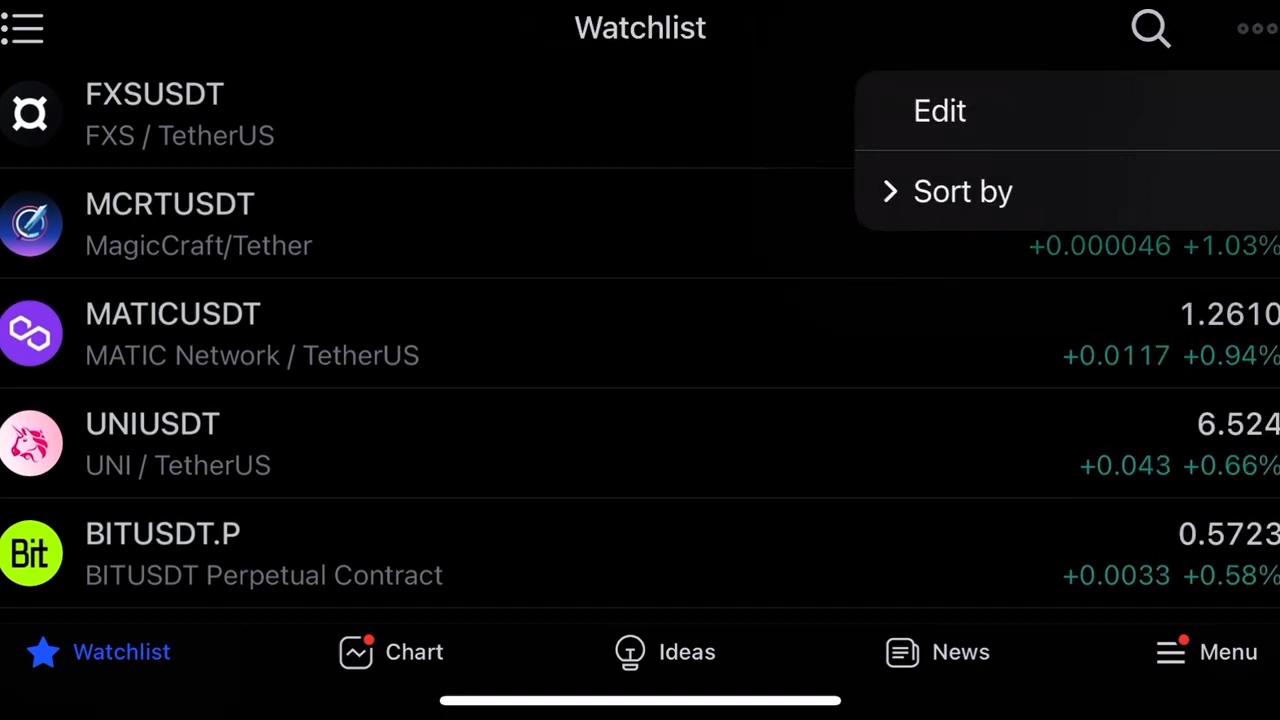 Watchlist
FXSUSDT
FXS / TetherUS
Edit
Sort by
MCRTUSDT
MagicCraft/Tether
+0.000046 +1.03%
MATICUSDT
1.2610
MATIC Network / TetherUS
+0.0117 +0.94%
UNIUSDT
6.524
UNI / TetherUS
+0.043 +0.66%
Bit
BITUSDT.P
0.5723
BITUSDT Perpetual Contract
+0.0033 +0.58%
Watchlist
Chart
Ideas
News
Menu